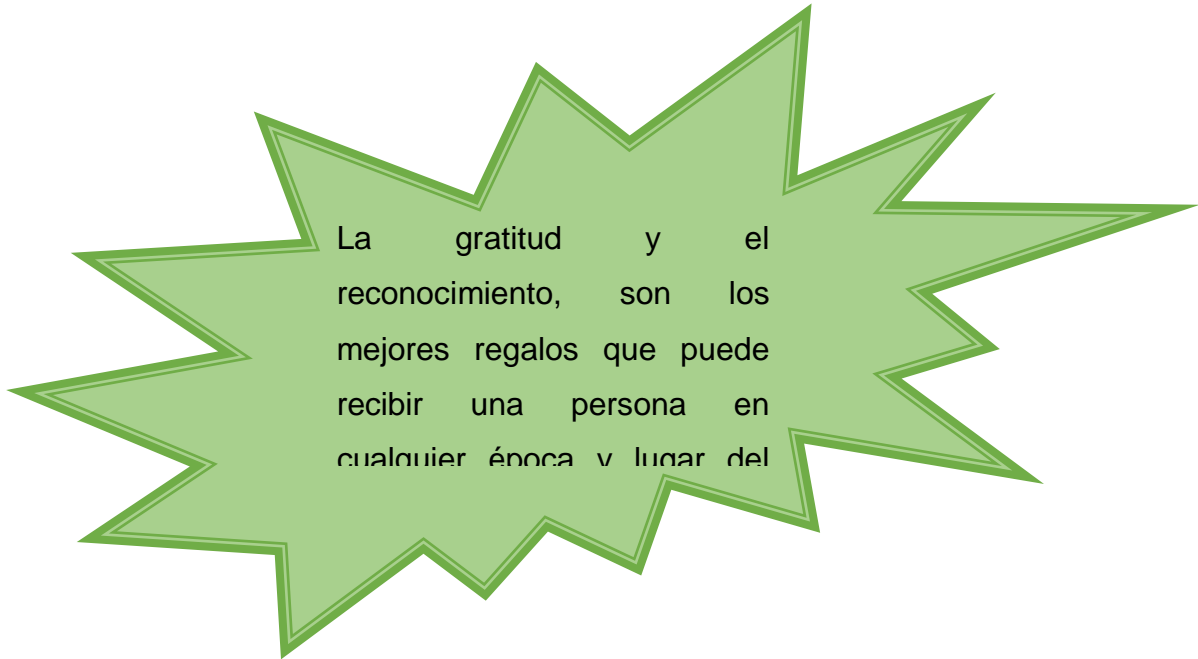 La gratitud y el
reconocimiento, son los
mejores regalos que puede
recibir una persona en
cualquier época y lugar del